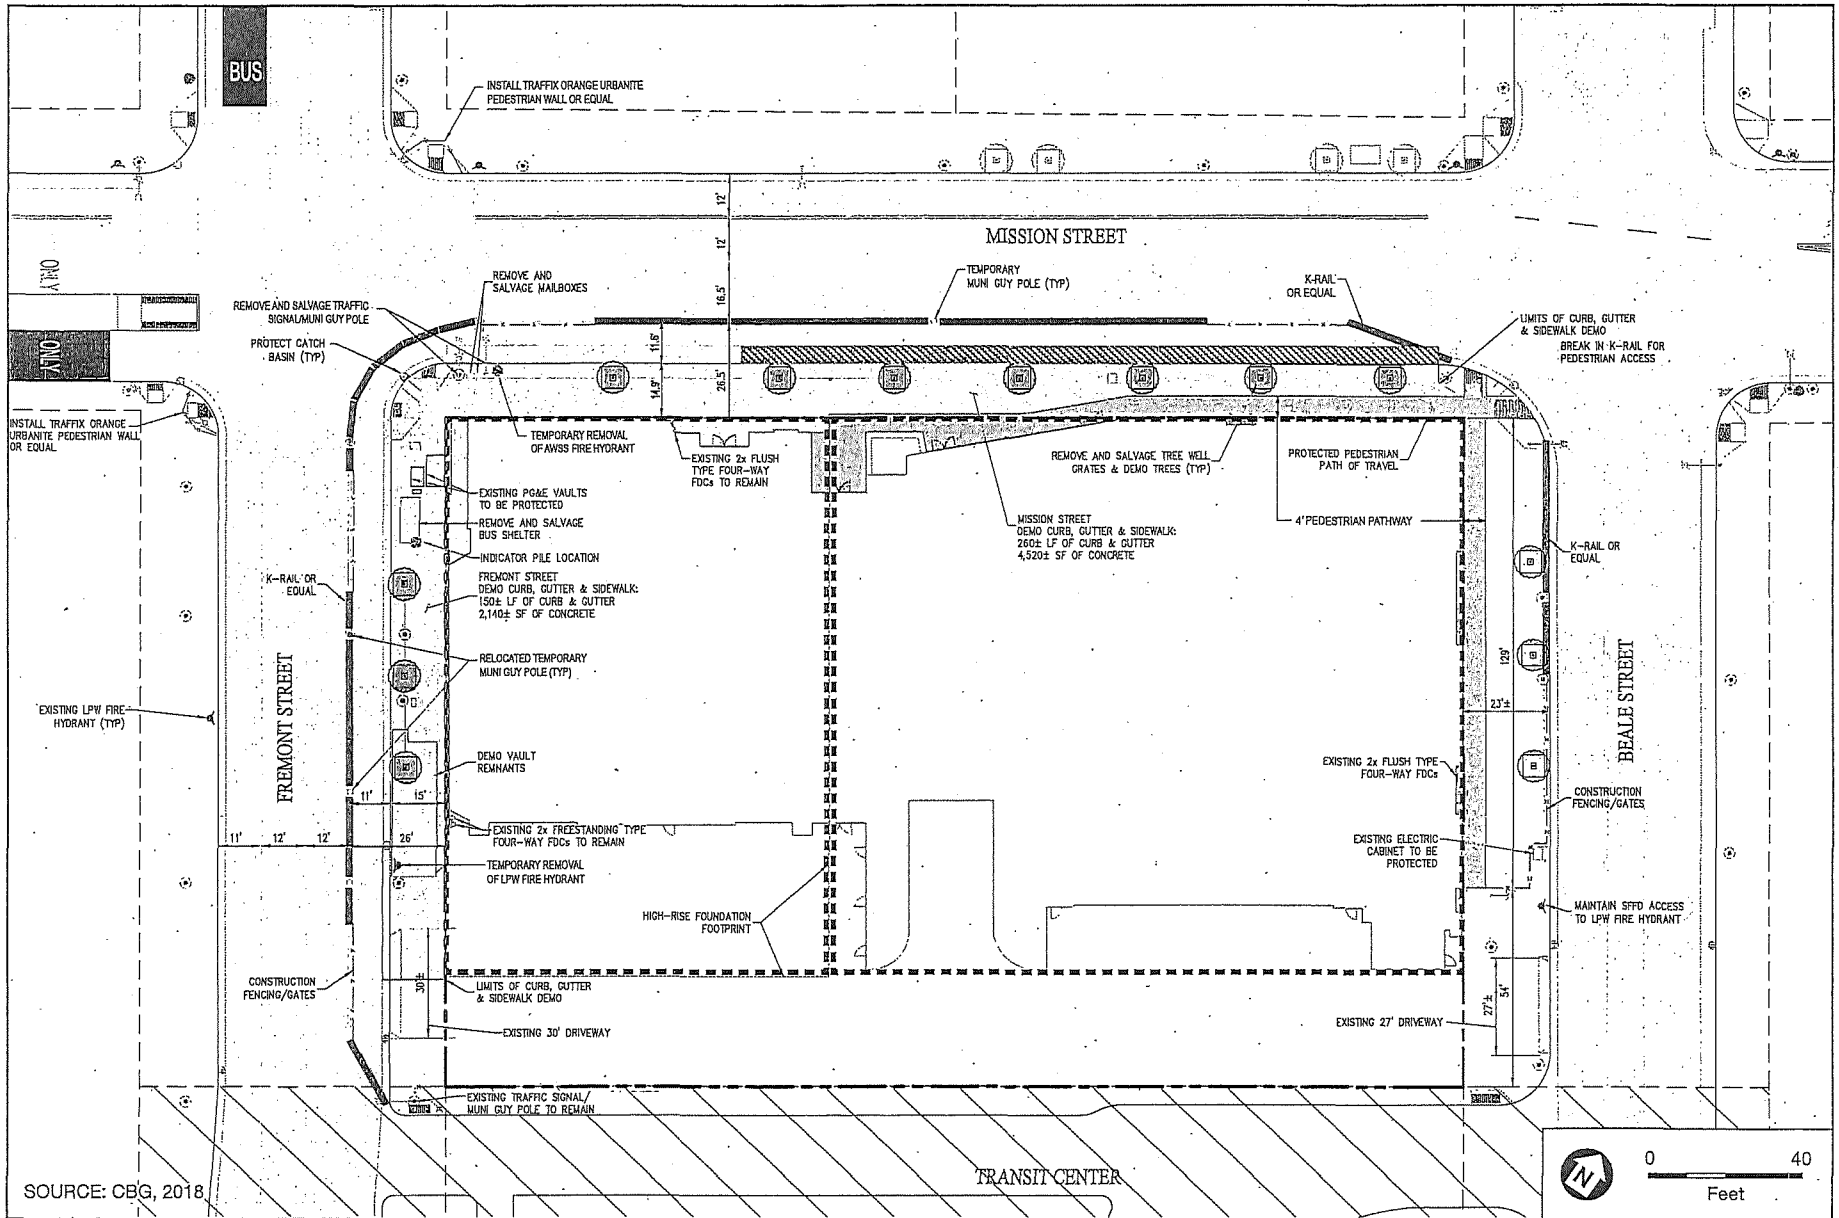 BUS
INSTALL TRAFFIX ORANGE URBANITE
PEDESTRIAN WALL OR EQUAL
12'
12'
16.5'
MISSION STREET
ONLY
ONLY
REMOVE AND
SALVAGE MAILBOXES
TEMPORARY
MUNI GUY POLE (TYP)
K-RAIL
OR EQUAL
REMOVE AND SALVAGE TRAFFIC
SIGNAL/MUNI GUY POLE
LIMITS OF CURB, GUTTER
& SIDEWALK DEMO
PROTECT CATCH
BASIN (TYP)
BREAK IN K-RAIL FOR
PEDESTRIAN ACCESS
11.6'
14.9'
26.5'
INSTALL TRAFFIX ORANGE
URBANITE PEDESTRIAN WALL
OR EQUAL
TEMPORARY REMOVAL
OF AWSS FIRE HYDRANT
EXISTING 2x FLUSH
TYPE FOUR-WAY
FDCs TO REMAIN
REMOVE AND SALVAGE TREE WELL
GRATES & DEMO TREES (TYP)
PROTECTED PEDESTRIAN
PATH OF TRAVEL
EXISTING PG&E VAULTS
TO BE PROTECTED
REMOVE AND SALVAGE
BUS SHELTER
MISSION STREET
DEMO CURB, GUTTER & SIDEWALK:
260± LF OF CURB & GUTTER
4,520± SF OF CONCRETE
4' PEDESTRIAN PATHWAY
INDICATOR PILE LOCATION
K-RAIL OR
EQUAL
K-RAIL OR
EQUAL
FREMONT STREET
DEMO CURB, GUTTER & SIDEWALK:
150± LF OF CURB & GUTTER
2,140± SF OF CONCRETE
RELOCATED TEMPORARY
MUNI GUY POLE (TYP)
129'
23'±
EXISTING LPW FIRE
HYDRANT (TYP)
FREMONT STREET
BEALE STREET
DEMO VAULT
REMNANTS
EXISTING 2x FLUSH TYPE
FOUR-WAY FDCs
11'
15'
CONSTRUCTION
FENCING/GATES
EXISTING 2x FREESTANDING TYPE
FOUR-WAY FDCs TO REMAIN
11'
12'
12'
26'
EXISTING ELECTRIC
CABINET TO BE
PROTECTED
TEMPORARY REMOVAL
OF LPW FIRE HYDRANT
HIGH-RISE FOUNDATION
FOOTPRINT
MAINTAIN SFFD ACCESS
TO LPW FIRE HYDRANT
CONSTRUCTION
FENCING/GATES
30'±
LIMITS OF CURB, GUTTER
& SIDEWALK DEMO
27'±
54'
EXISTING 30' DRIVEWAY
EXISTING 27' DRIVEWAY
EXISTING TRAFFIC SIGNAL/
MUNI GUY POLE TO REMAIN
TRANSIT CENTER
SOURCE: CBG, 2018
N
0
40
Feet